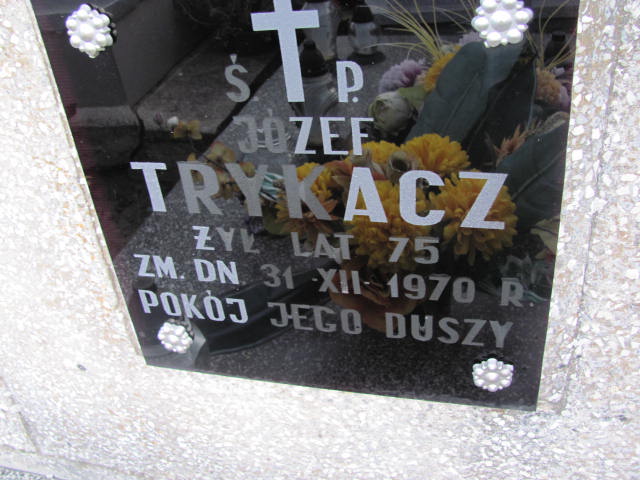 Ś. P.
JÓZEF
TRYKACZ
ŻYŁ LAT 75
ZM. DN 31 XII 1970 R.
POKÓJ JEGO DUSZY